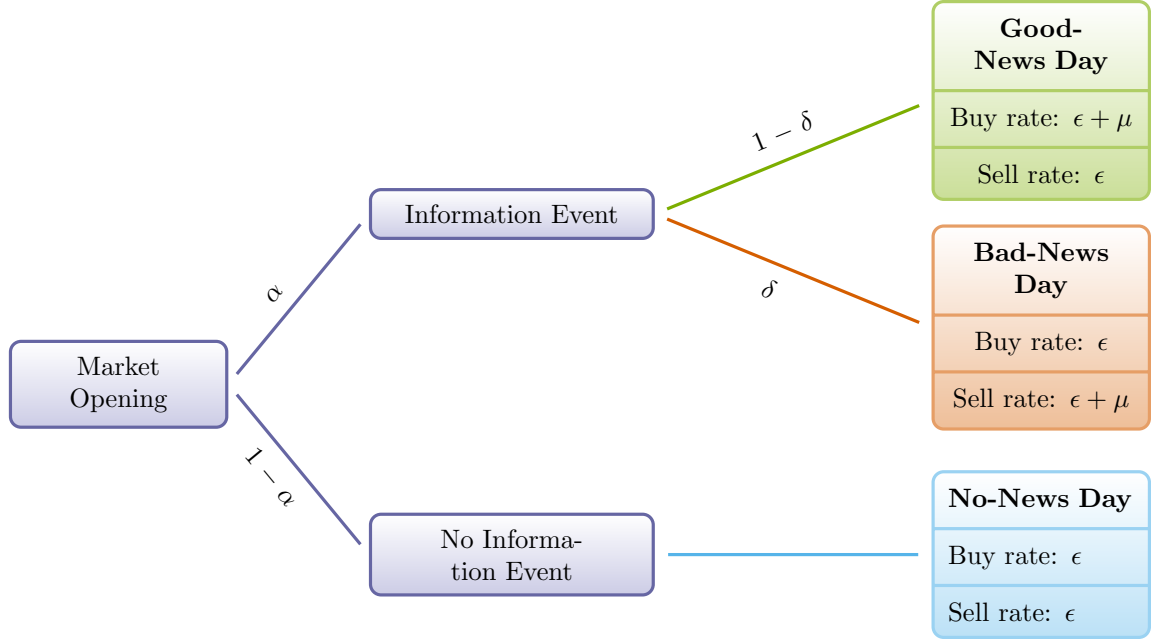 Market
Opening
α
1 − α
Information Event
No Informa-
tion Event
1 − δ
δ
Good-
News Day
Buy rate: ϵ + μ
Sell rate: ϵ
Bad-News
Day
Buy rate: ϵ
Sell rate: ϵ + μ
No-News Day
Buy rate: ϵ
Sell rate: ϵ